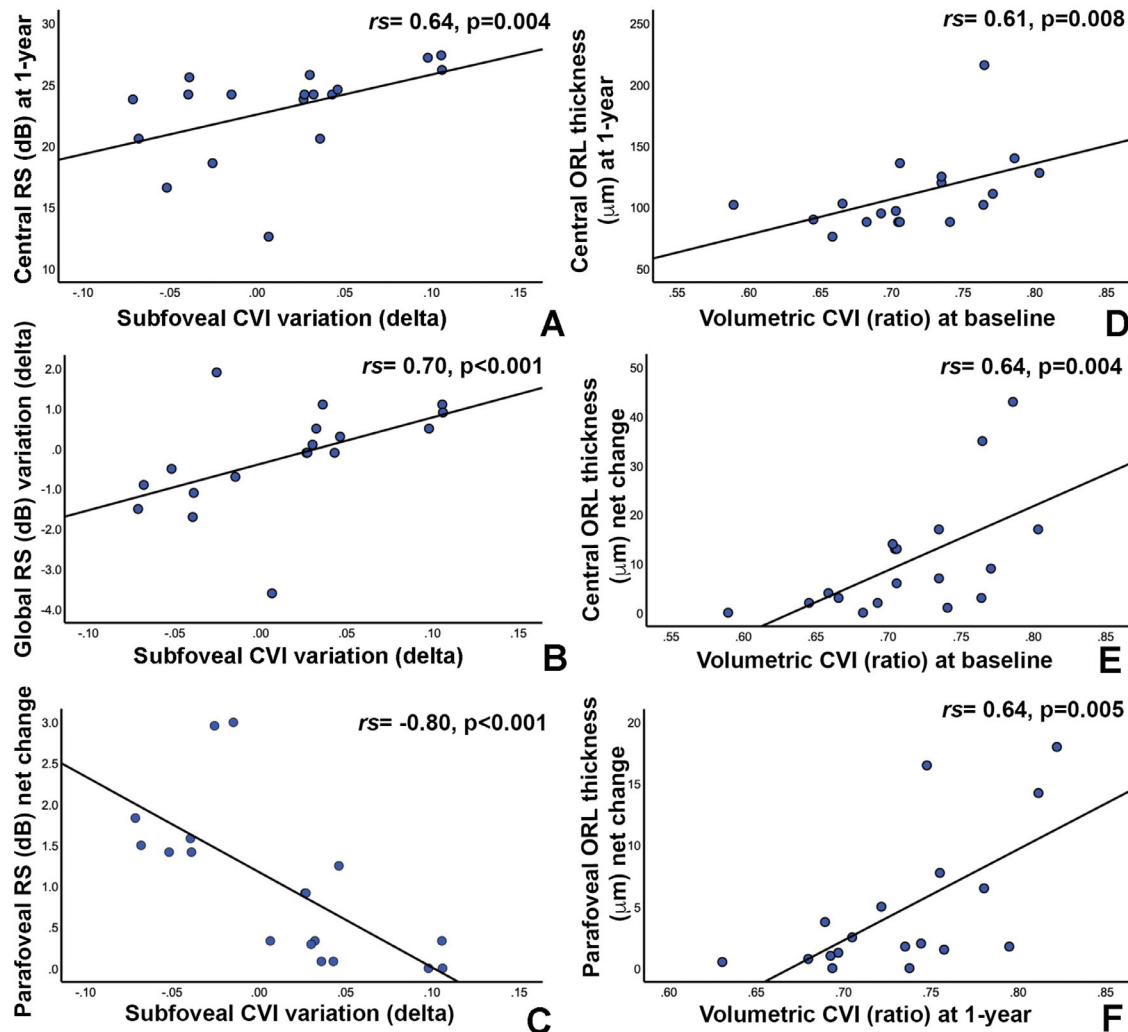 rs= 0.64, p=0.004
30
25
20
15
10
Central RS (dB) at 1-year
-.10 -.05 .00 .05 .10 .15
Subfoveal CVI variation (delta)
A
rs= 0.61, p=0.008
250
200
150
100
50
Central ORL thickness
(μm) at 1-year
.55 .60 .65 .70 .75 .80 .85
Volumetric CVI (ratio) at baseline
D
rs= 0.70, p<0.001
2.0
1.0
.0
-1.0
-2.0
-3.0
-4.0
Global RS (dB) variation (delta)
-.10 -.05 .00 .05 .10 .15
Subfoveal CVI variation (delta)
B
rs= 0.64, p=0.004
50
40
30
20
10
0
Central ORL thickness
(μm) net change
.55 .60 .65 .70 .75 .80 .85
Volumetric CVI (ratio) at baseline
E
rs= -0.80, p<0.001
3.0
2.5
2.0
1.5
1.0
.5
.0
Parafoveal RS (dB) net change
-.10 -.05 .00 .05 .10 .15
Subfoveal CVI variation (delta)
C
rs= 0.64, p=0.005
20
15
10
5
0
Parafoveal ORL thickness
(μm) net change
.60 .65 .70 .75 .80 .85
Volumetric CVI (ratio) at 1-year
F